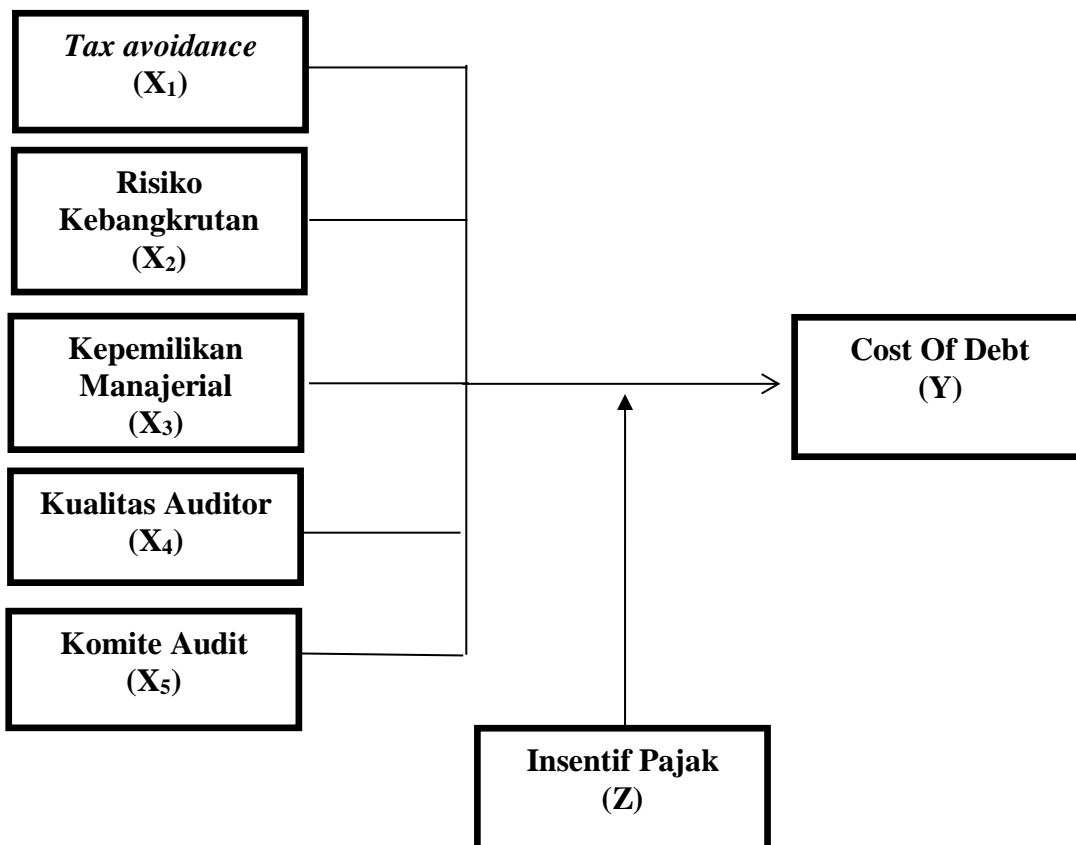 Tax avoidance
(X₁)
Risiko
Kebangkrutan
(X₂)
Kepemilikan
Manajerial
(X₃)
Kualitas Auditor
(X₄)
Komite Audit
(X₅)
Cost Of Debt
(Y)
Insentif Pajak
(Z)